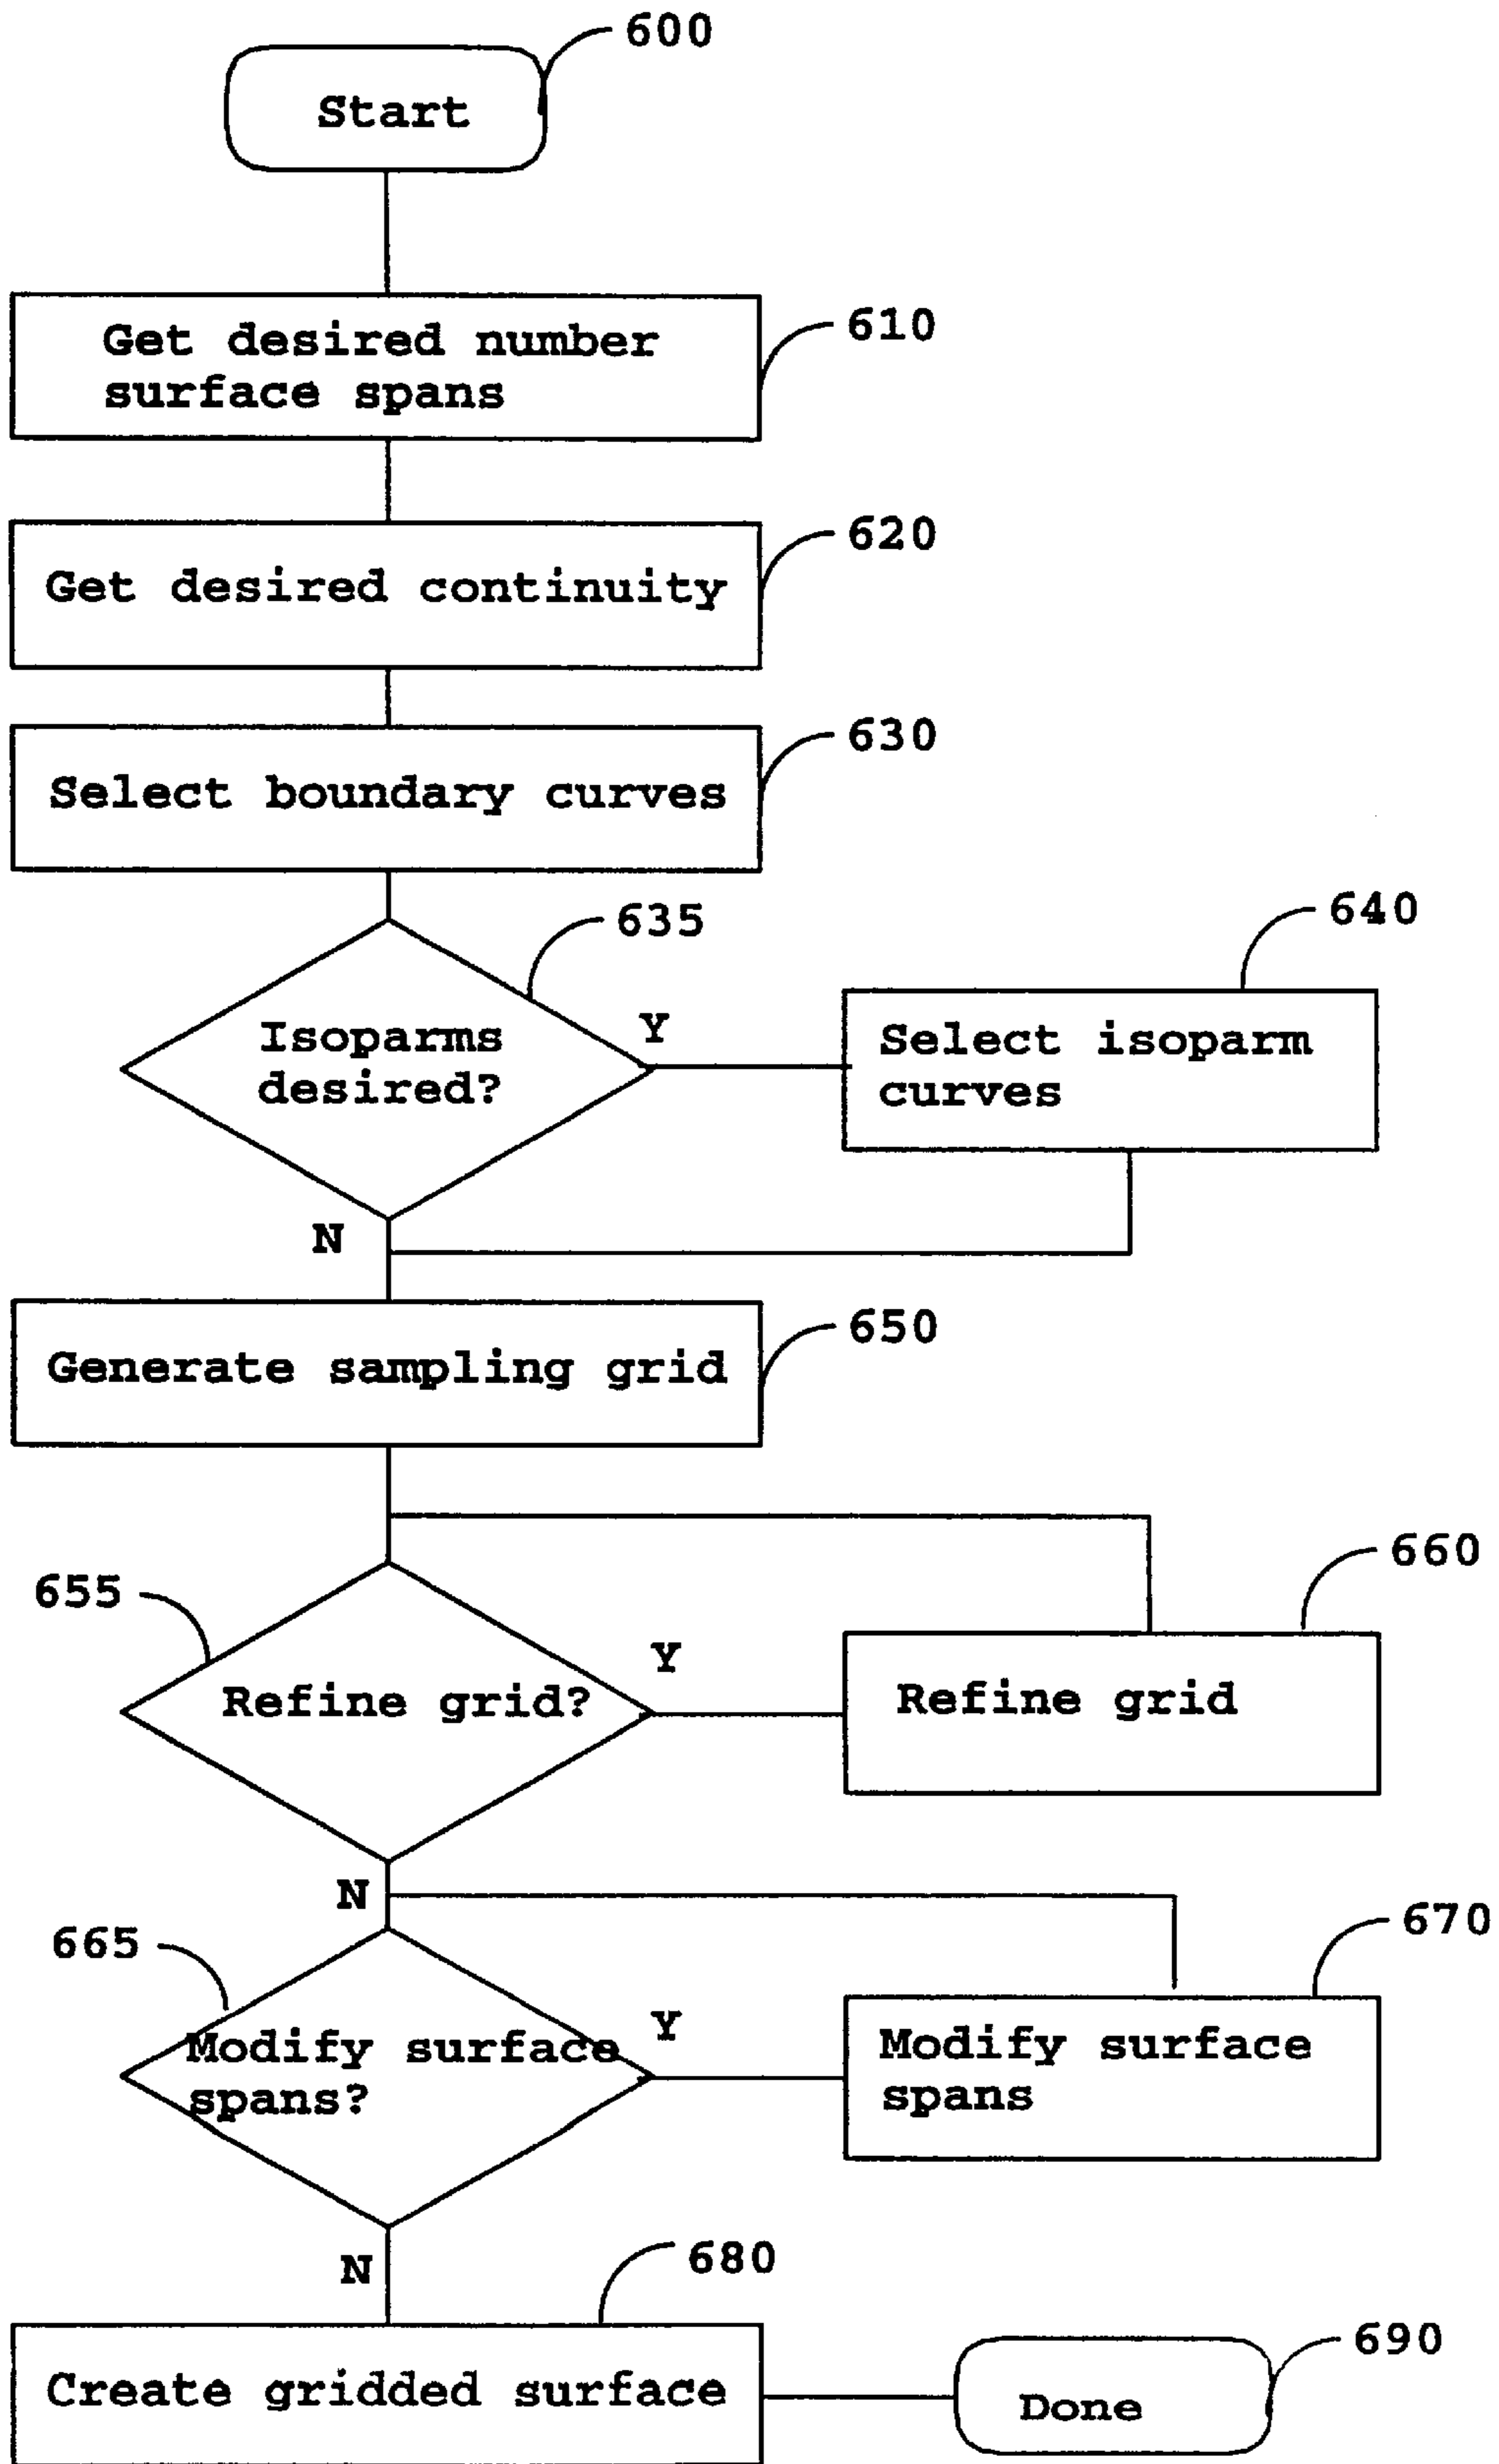 600
Start
610
Get desired number
surface spans
620
Get desired continuity
630
Select boundary curves
635
640
Isoparms
desired?
Y
Select isoparm
curves
N
650
Generate sampling grid
655
660
Refine grid?
Y
Refine grid
N
665
670
Modify surface
spans?
Y
Modify surface
spans
N
680
Create gridded surface
690
Done